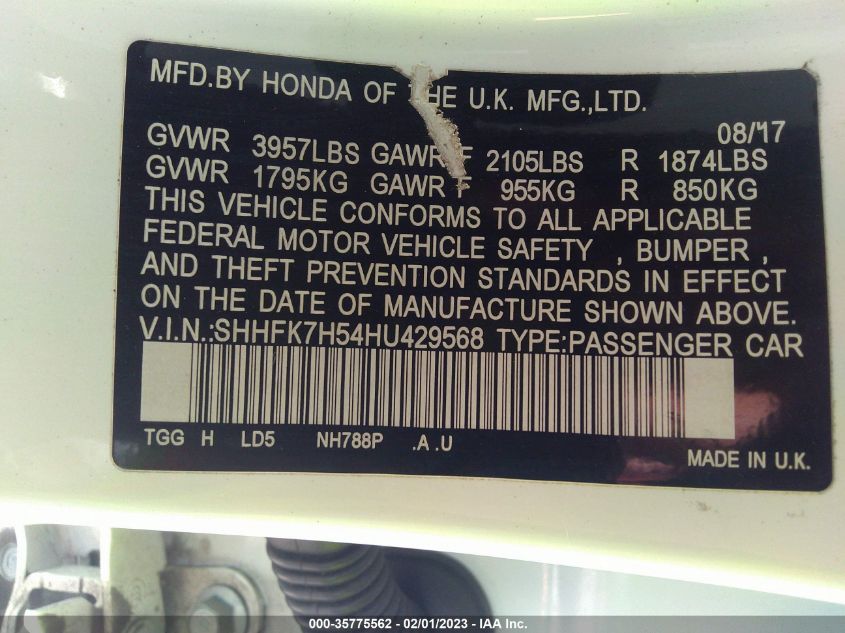 MFD.BY HONDA OF THE U.K. MFG.,LTD.
08/'17
GVWR 3957LBS GAWR F 2105LBS R 1874LBS
GVWR 1795KG GAWR F 955KG R 850KG
THIS VEHICLE CONFORMS TO ALL APPLICABLE
FEDERAL MOTOR VEHICLE SAFETY , BUMPER ,
AND THEFT PREVENTION STANDARDS IN EFFECT
ON THE DATE OF MANUFACTURE SHOWN ABOVE.
V.I.N.:SHHFK7H54HU429568 TYPE:PASSENGER CAR
TGG H LD5 NH788P .A .U
MADE IN U.K.
000-35775562 - 02/01/2023 - IAA Inc.